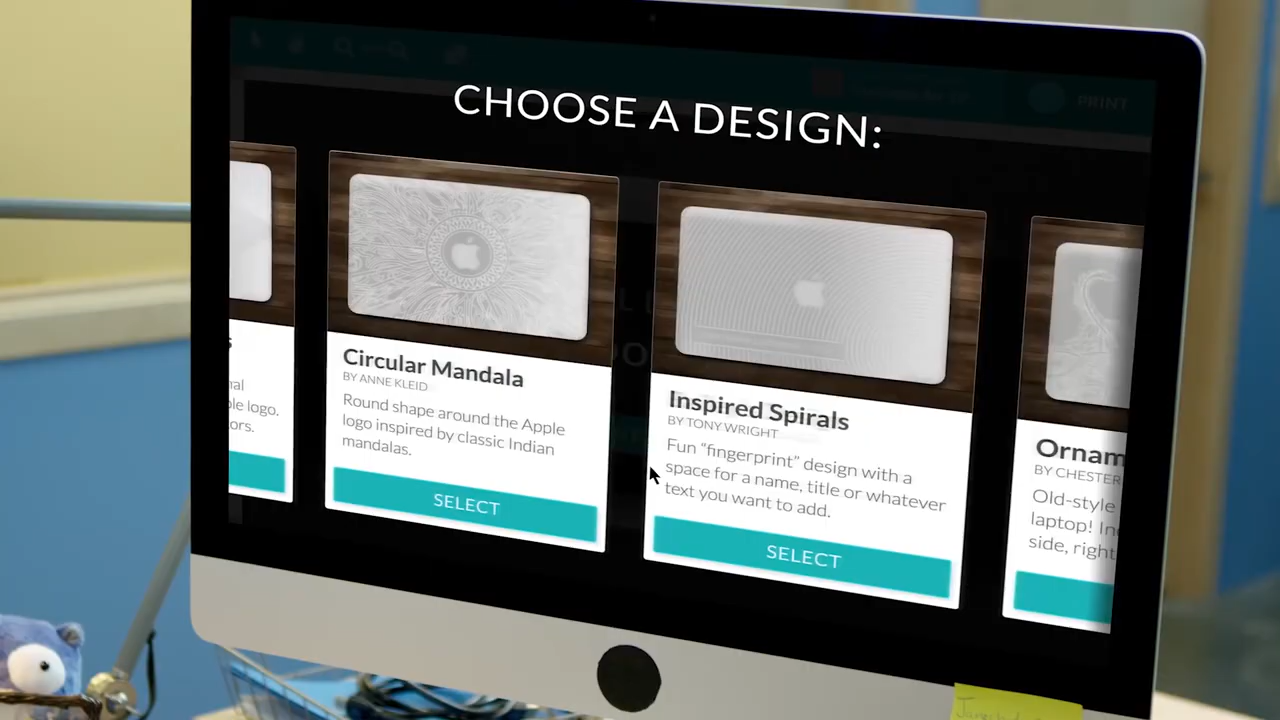 PRINT
CHOOSE A DESIGN:
ple logo.
Circular Mandala
BY ANNE KLEID
Round shape around the Apple
logo inspired by classic Indian
mandalas.
SELECT
Inspired Spirals
BY TONY WRIGHT
Fun “fingerprint” design with a
space for a name, title or whatever
text you want to add.
SELECT
Ornam
BY CHESTER
Old-style
laptop! In
side, right